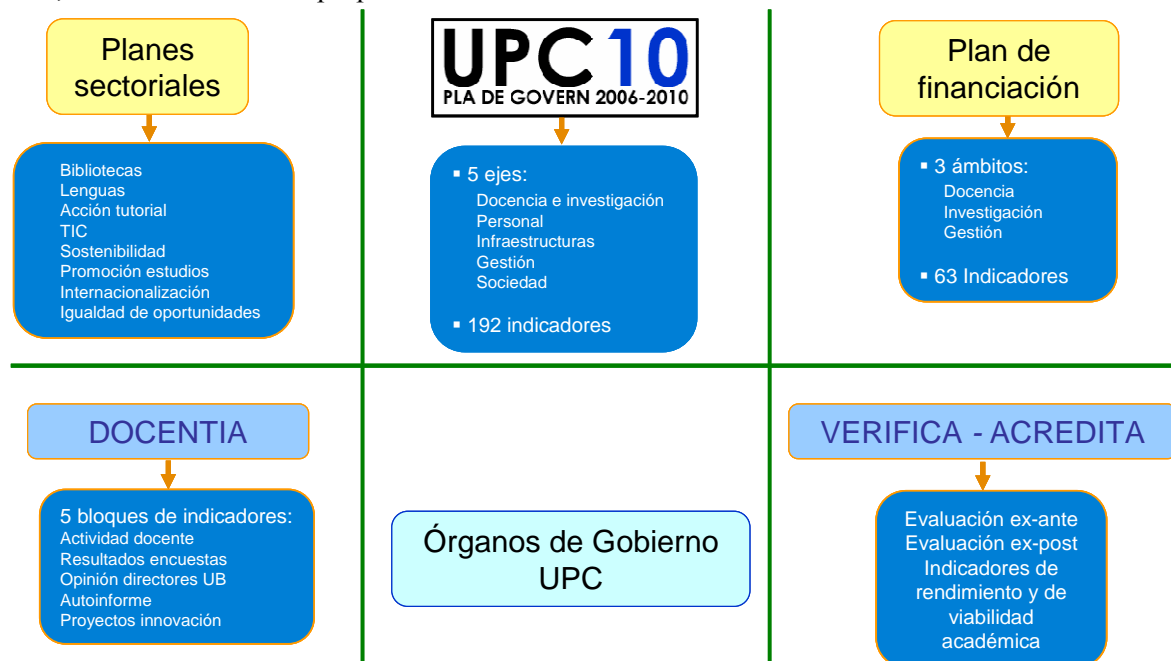 Planes
sectoriales
Bibliotecas
Lenguas
Acción tutorial
TIC
Sostenibilidad
Promoción estudios
Internacionalización
Igualdad de oportunidades
UPC10
PLA DE GOVERN 2006-2010
▪ 5 ejes:
Docencia e investigación
Personal
Infraestructuras
Gestión
Sociedad
▪ 192 indicadores
Plan de
financiación
▪ 3 ámbitos:
Docencia
Investigación
Gestión
▪ 63 Indicadores
DOCENTIA
5 bloques de indicadores:
Actividad docente
Resultados encuestas
Opinión directores UB
Autoinforme
Proyectos innovación
Órganos de Gobierno
UPC
VERIFICA - ACREDITA
Evaluación ex-ante
Evaluación ex-post
Indicadores de
rendimiento y de
viabilidad
académica